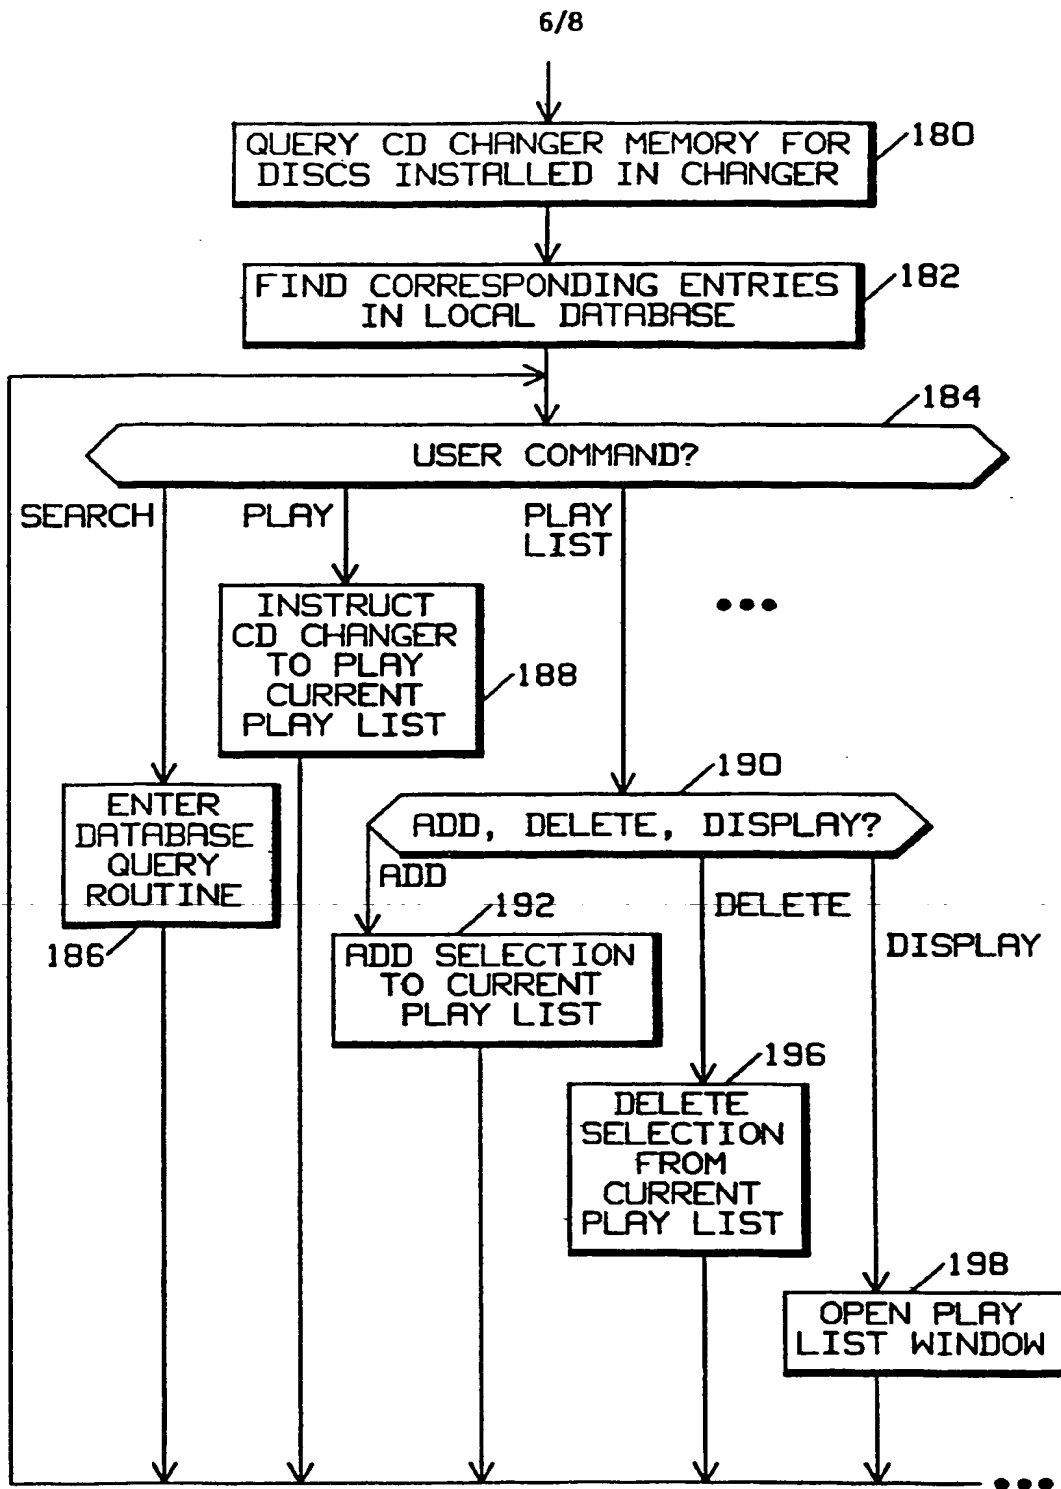 6/8
QUERY CD CHANGER MEMORY FOR
DISCS INSTALLED IN CHANGER
180
FIND CORRESPONDING ENTRIES
IN LOCAL DATABASE
182
184
USER COMMAND?
SEARCH
PLAY
PLAY
LIST
•••
INSTRUCT
CD CHANGER
TO PLAY
CURRENT
PLAY LIST
188
190
ADD, DELETE, DISPLAY?
ENTER
DATABASE
QUERY
ROUTINE
186
ADD
192
DELETE
DISPLAY
ADD SELECTION
TO CURRENT
PLAY LIST
196
DELETE
SELECTION
FROM
CURRENT
PLAY LIST
198
OPEN PLAY
LIST WINDOW
•••